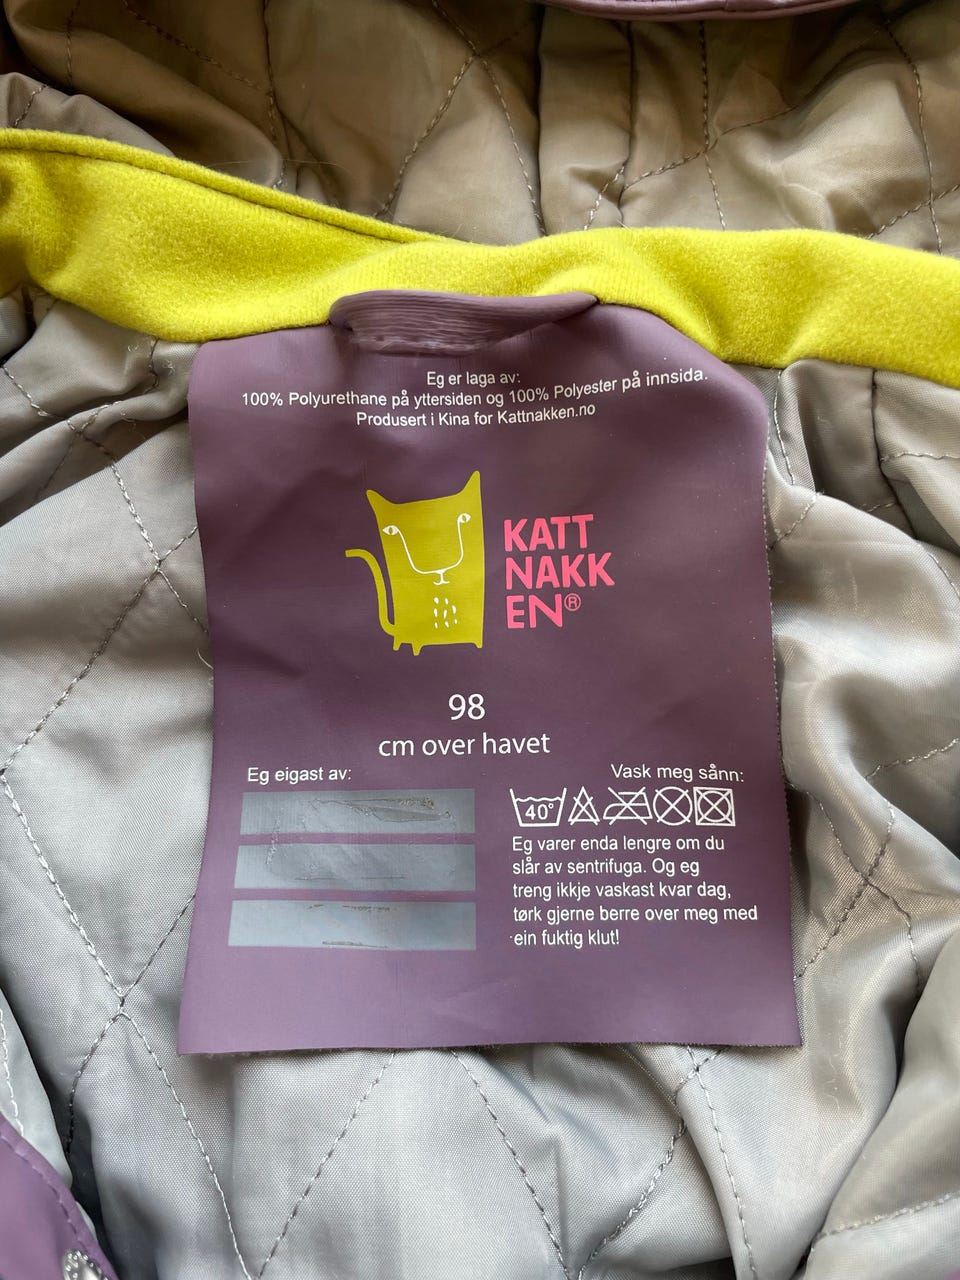 Eg er laga av:
100% Polyurethane på yttersiden og 100% Polyester på innsida.
Produsert i Kina for Kattnakken.no
KATT
NAKK
EN®
98
cm over havet
Eg eigast av:
Vask meg sånn:
40°
Eg varer enda lengre om du
slår av sentrifuga. Og eg
treng ikkje vaskast kvar dag,
tørk gjerne berre over meg med
ein fuktig klut!